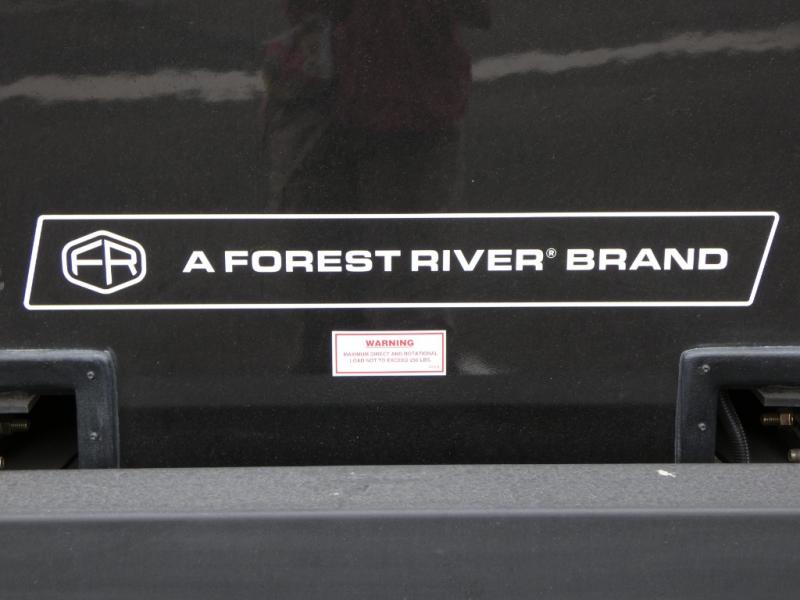 FR A FOREST RIVER® BRAND
WARNING
MAXIMUM DIRECT AND ROTATIONAL
LOAD NOT TO EXCEED 250 LBS.